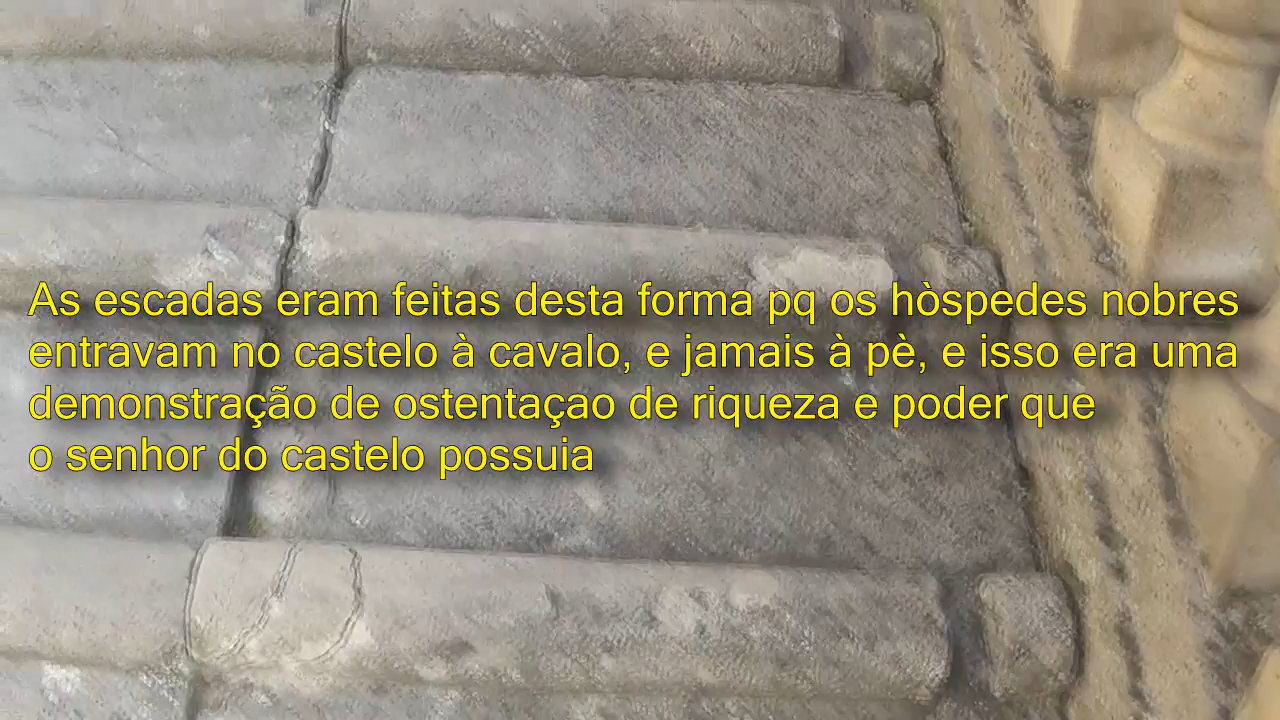 As escadas eram feitas desta forma pq os hòspedes nobres
entravam no castelo à cavalo, e jamais à pè, e isso era uma
demonstração de ostentaçao de riqueza e poder que
o senhor do castelo possuia